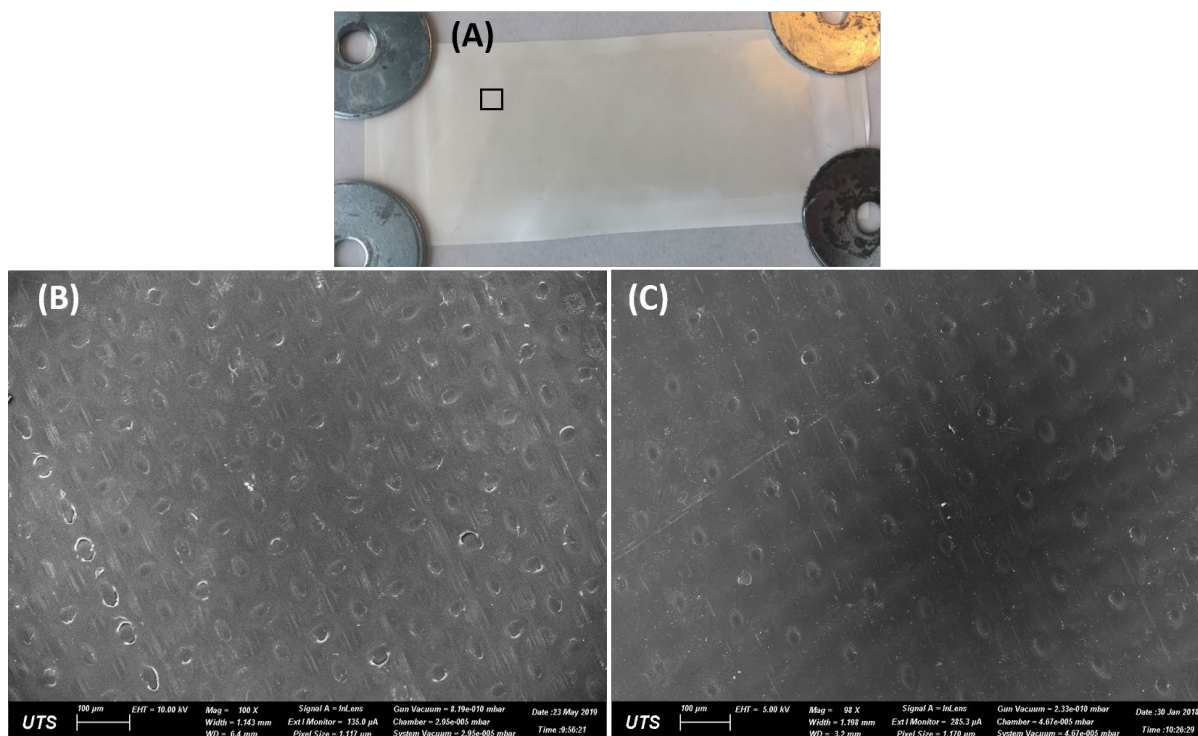 (A)
(B)
(C)
100 µm
EHT = 10.00 kV
Mag = 100 X
Signal A = InLens
Gun Vacuum = 8.19e-010 mbar
Date :23 May 2019
UTS
Width = 1.143 mm
Ext I Monitor = 135.0 µA
Chamber = 2.95e-005 mbar
WD = 6.4 mm
Pixel Size = 1.117 µm
System Vacuum = 2.95e-005 mbar
Time :9:56:21
100 µm
EHT = 5.00 kV
Mag = 98 X
Signal A = InLens
Gun Vacuum = 2.33e-010 mbar
Date :30 Jan 2018
UTS
Width = 1.198 mm
Ext I Monitor = 285.3 µA
Chamber = 4.67e-005 mbar
WD = 3.2 mm
Pixel Size = 1.170 µm
System Vacuum = 4.67e-005 mbar
Time :10:26:29